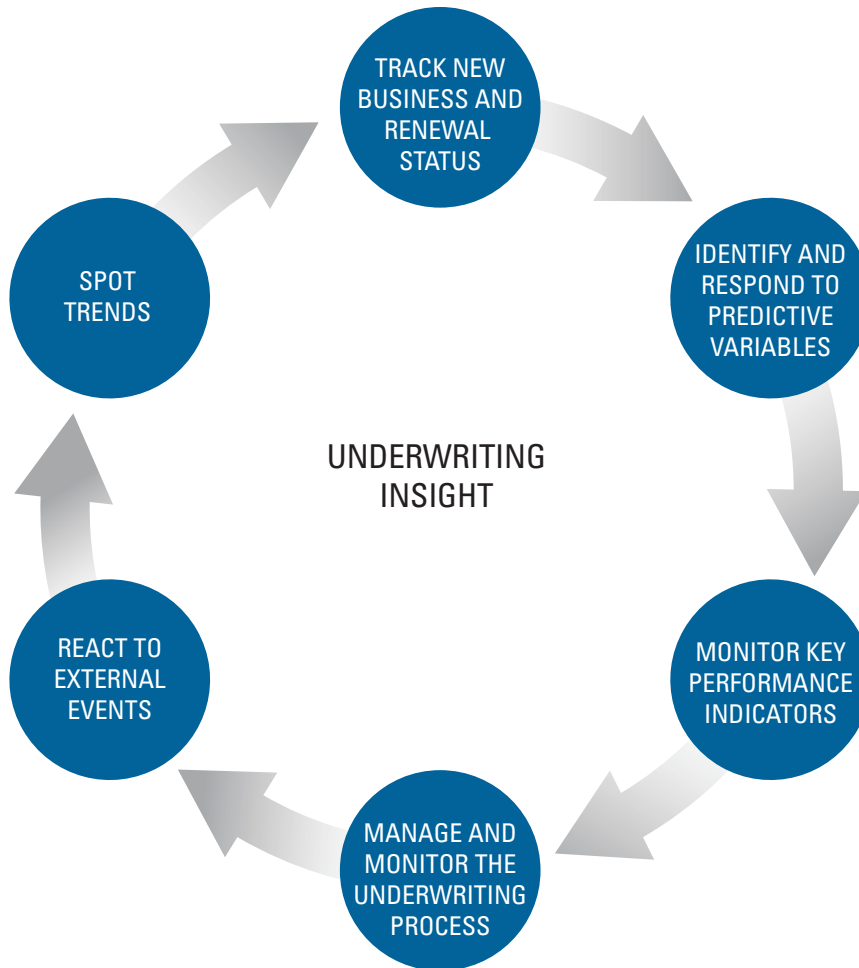 TRACK NEW
BUSINESS AND
RENEWAL
STATUS
IDENTIFY AND
RESPOND TO
PREDICTIVE
VARIABLES
MONITOR KEY
PERFORMANCE
INDICATORS
MANAGE AND
MONITOR THE
UNDERWRITING
PROCESS
REACT TO
EXTERNAL
EVENTS
SPOT
TRENDS
UNDERWRITING
INSIGHT